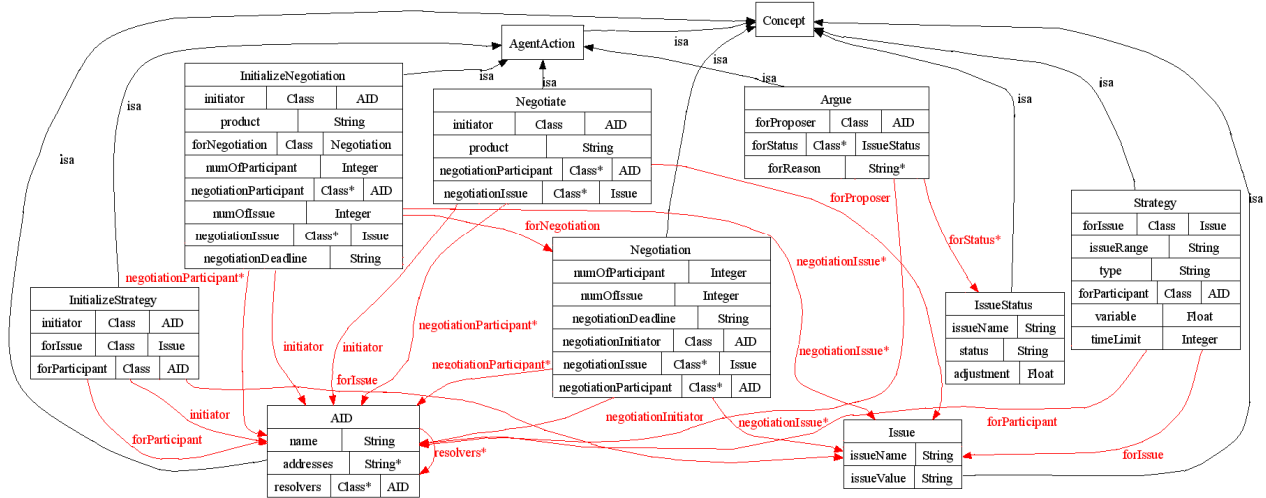 Concept
isa
AgentAction
isa
isa
isa
isa
isa
InitializeNegotiation
initiator Class AID
product String
forNegotiation Class Negotiation
numOfParticipant Integer
negotiationParticipant Class* AID
numOfIssue Integer
negotiationIssue Class* Issue
negotiationDeadline String
Negotiate
initiator Class AID
product String
negotiationParticipant Class* AID
negotiationIssue Class* Issue
Argue
forProposer Class AID
forStatus Class* IssueStatus
forReason String*
isa
isa
isa
isa
forProposer
Strategy
forIssue Class Issue
issueRange String
type String
forParticipant Class AID
variable Float
timeLimit Integer
forNegotiation
forStatus*
Negotiation
numOfParticipant Integer
numOfIssue Integer
negotiationDeadline String
negotiationInitiator Class AID
negotiationIssue Class* Issue
negotiationParticipant Class* AID
negotiationIssue*
negotiationParticipant*
InitializeStrategy
initiator Class AID
forIssue Class Issue
forParticipant Class AID
IssueStatus
issueName String
status String
adjustment Float
negotiationParticipant*
initiator
initiator
negotiationIssue*
negotiationParticipant*
forIssue
initiator
forParticipant
AID
name String
addresses String*
resolvers Class* AID
resolvers*
negotiationInitiator
negotiationIssue*
Issue
issueName String
issueValue String
forParticipant
forIssue